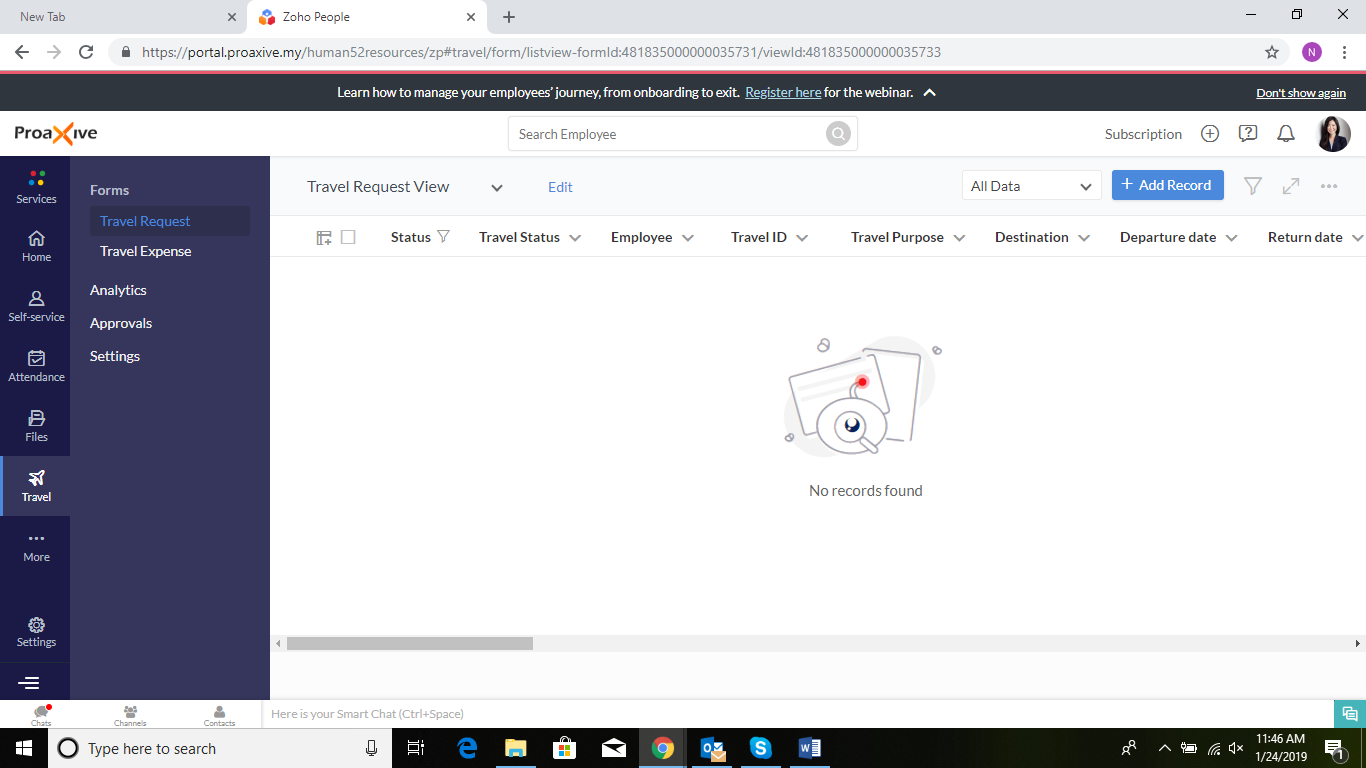 New Tab
Zoho People
https://portal.proaxive.my/human52resources/zp#travel/form/listview-formId:481835000000035731/viewId:481835000000035733
N
Learn how to manage your employees' journey, from onboarding to exit. Register here for the webinar.
Don't show again
ProaXive
Search Employee
Subscription
Services
Home
Self-service
Attendance
Files
Travel
More
Settings
Forms
Travel Request
Travel Expense
Analytics
Approvals
Settings
Travel Request View
Edit
All Data
+ Add Record
Status
Travel Status
Employee
Travel ID
Travel Purpose
Destination
Departure date
Return date
No records found
Chats
Channels
Contacts
Here is your Smart Chat (Ctrl+Space)
Type here to search
11:46 AM
1/24/2019
1